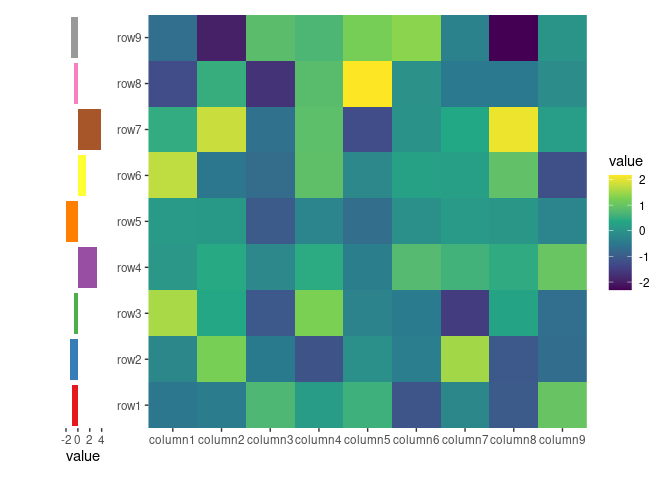 row9
row8
row7
row6
row5
row4
row3
row2
row1
-2 0 2 4
value
column1 column2 column3 column4 column5 column6 column7 column8 column9
value
2
1
0
-1
-2